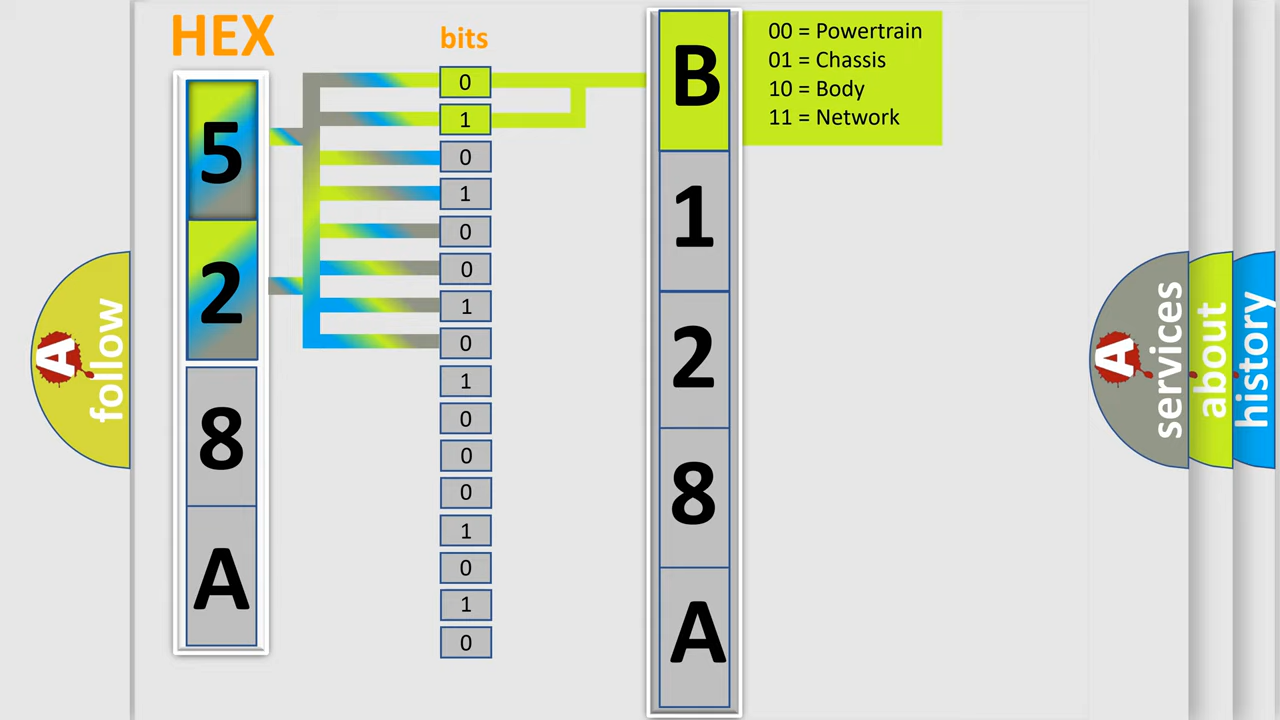 HEX
bits
5
2
8
A
0
1
0
1
0
0
1
0
1
0
0
0
1
0
1
0
B
1
2
8
A
00 = Powertrain
01 = Chassis
10 = Body
11 = Network
A follow
A services
about
history